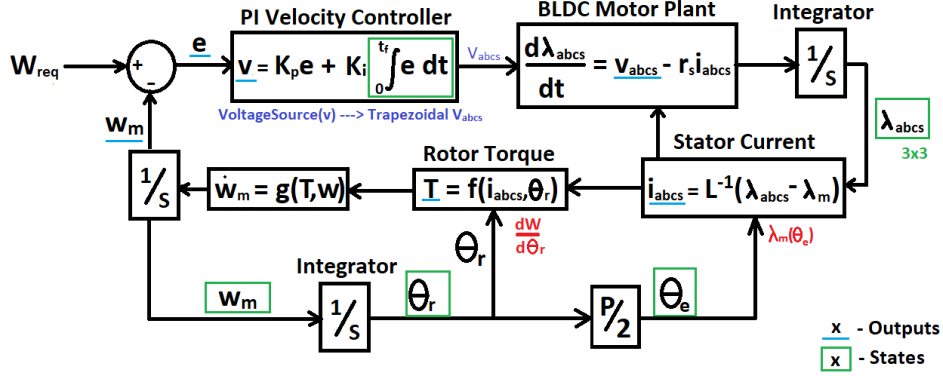 PI Velocity Controller
BLDC Motor Plant
Integrator
W_req
+
-
e
v = K_p e + K_i ∫_0^{t_f} e dt
VoltageSource(v) ---> Trapezoidal V_abcs
V_abcs
dλ_abcs/dt = v_abcs - r_s i_abcs
1/S
λ_abcs
3x3
w_m
1/S
ẇ_m = g(T,w)
Rotor Torque
T = f(i_abcs,θ_r)
dW/dθ_r
Stator Current
i_abcs = L^-1(λ_abcs - λ_m)
λ_m(θ_e)
θ_r
w_m
Integrator
1/S
θ_r
P/2
θ_e
x - Outputs
x - States